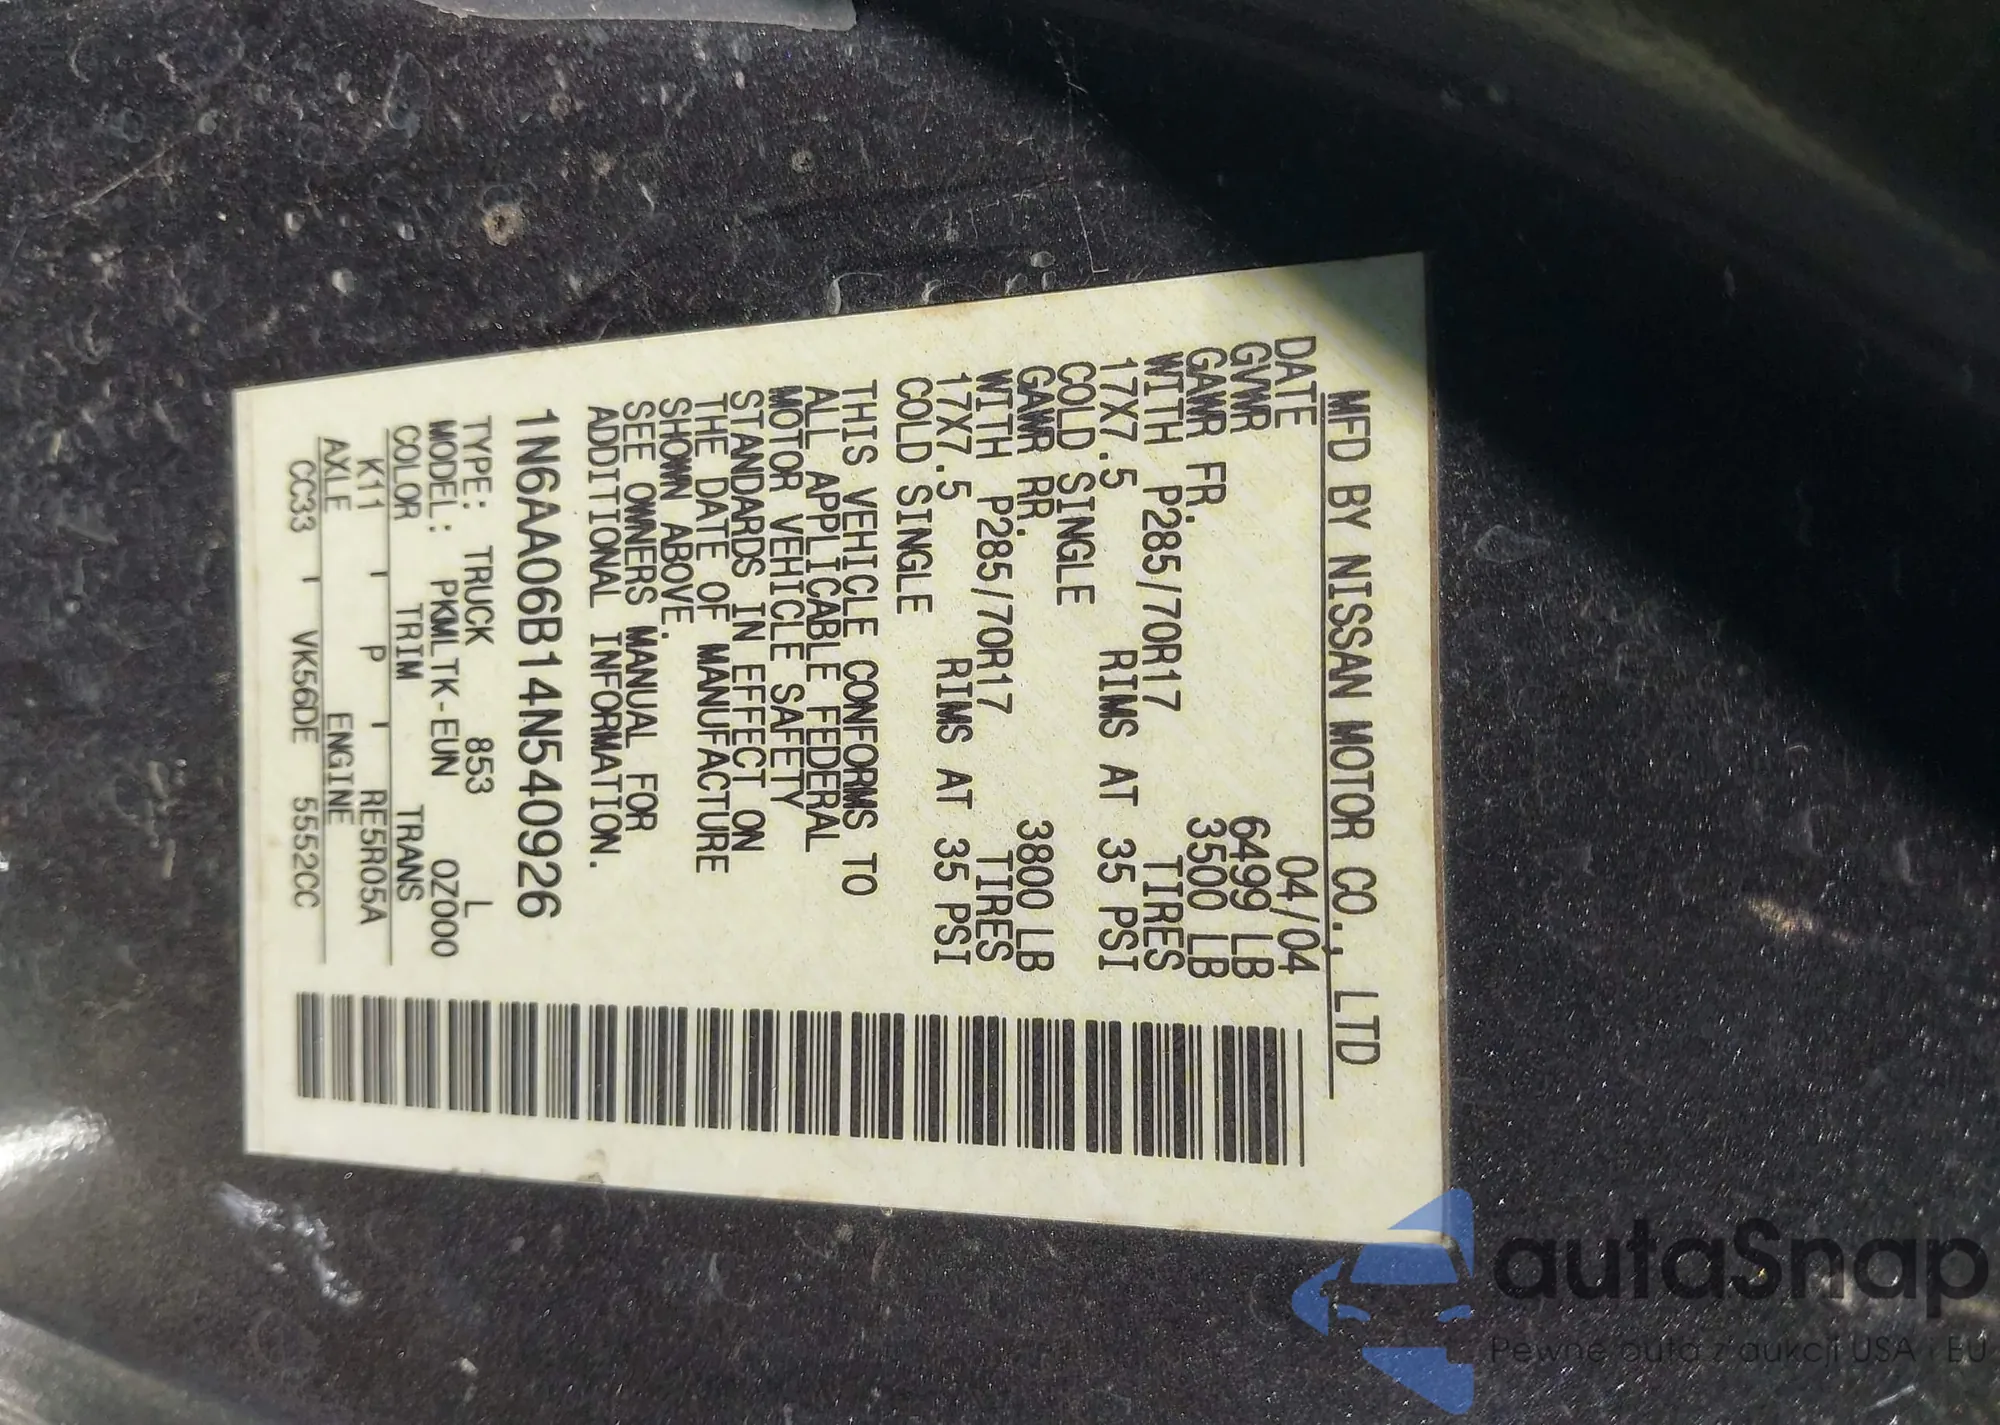 MFD BY NISSAN MOTOR CO., LTD
DATE 04/04
GVWR 6499 LB
GAWR FR. 3500 LB
WITH P285/70R17 TIRES
17X7.5 RIMS AT 35 PSI
COLD SINGLE
GAWR RR. 3800 LB
WITH P285/70R17 TIRES
17X7.5 RIMS AT 35 PSI
COLD SINGLE
THIS VEHICLE CONFORMS TO
ALL APPLICABLE FEDERAL
MOTOR VEHICLE SAFETY
STANDARDS IN EFFECT ON
THE DATE OF MANUFACTURE
SHOWN ABOVE.
SEE OWNERS MANUAL FOR
ADDITIONAL INFORMATION.
1N6AA06B14N540926
TYPE: TRUCK 853 L
MODEL: PKMLTK-EUN 0Z000
COLOR TRIM TRANS
K11 P RE5R05A
AXLE ENGINE
CC33 VK56DE 5552CC
autaSnap
Pewne auta z aukcji USA i EU